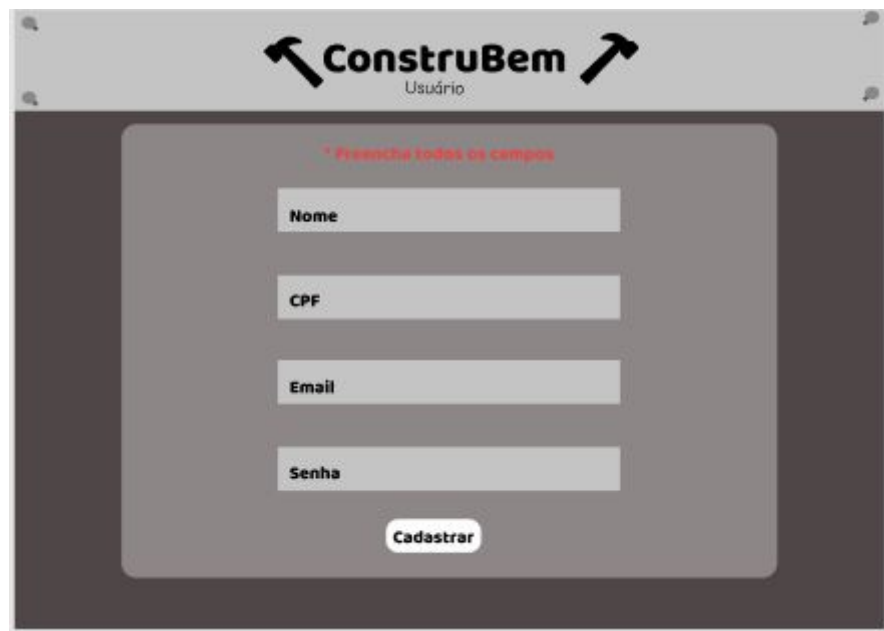 ConstruBem
Usuário
* Preencha todos os campos
Nome
CPF
Email
Senha
Cadastrar